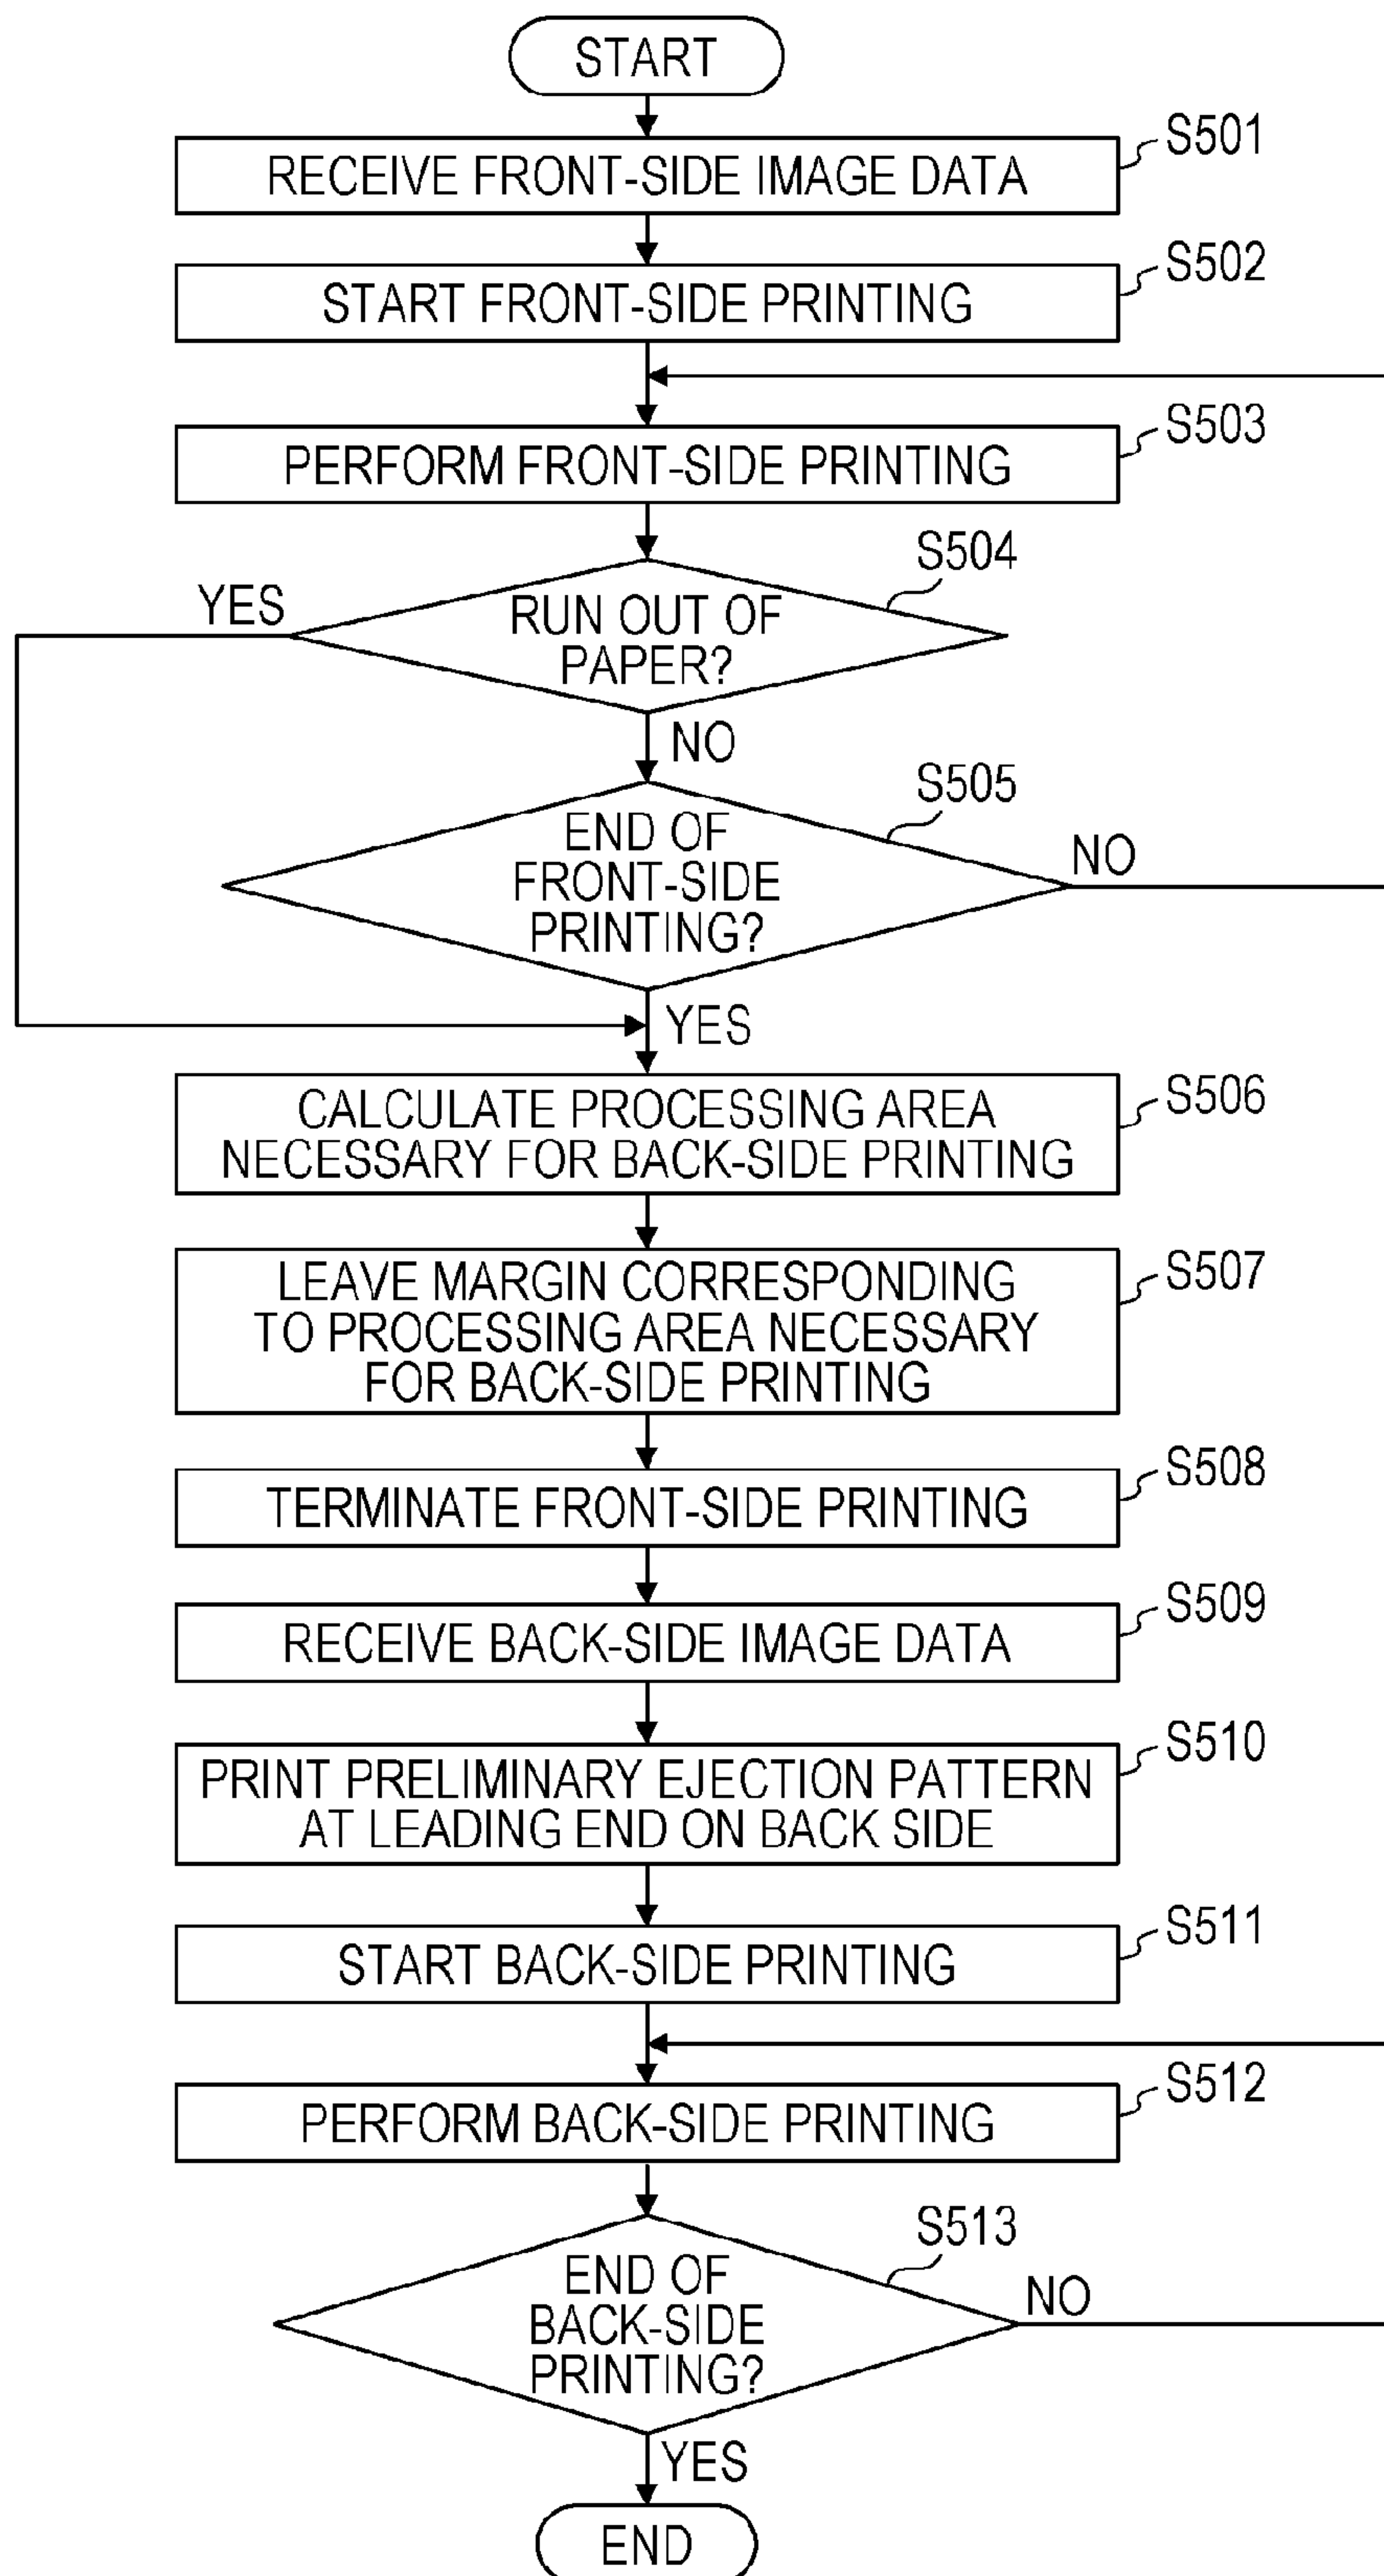 START
S501
RECEIVE FRONT-SIDE IMAGE DATA
S502
START FRONT-SIDE PRINTING
S503
PERFORM FRONT-SIDE PRINTING
S504
YES
RUN OUT OF
PAPER?
NO
S505
END OF
FRONT-SIDE
PRINTING?
NO
YES
S506
CALCULATE PROCESSING AREA
NECESSARY FOR BACK-SIDE PRINTING
S507
LEAVE MARGIN CORRESPONDING
TO PROCESSING AREA NECESSARY
FOR BACK-SIDE PRINTING
S508
TERMINATE FRONT-SIDE PRINTING
S509
RECEIVE BACK-SIDE IMAGE DATA
S510
PRINT PRELIMINARY EJECTION PATTERN
AT LEADING END ON BACK SIDE
S511
START BACK-SIDE PRINTING
S512
PERFORM BACK-SIDE PRINTING
S513
END OF
BACK-SIDE
PRINTING?
NO
YES
END